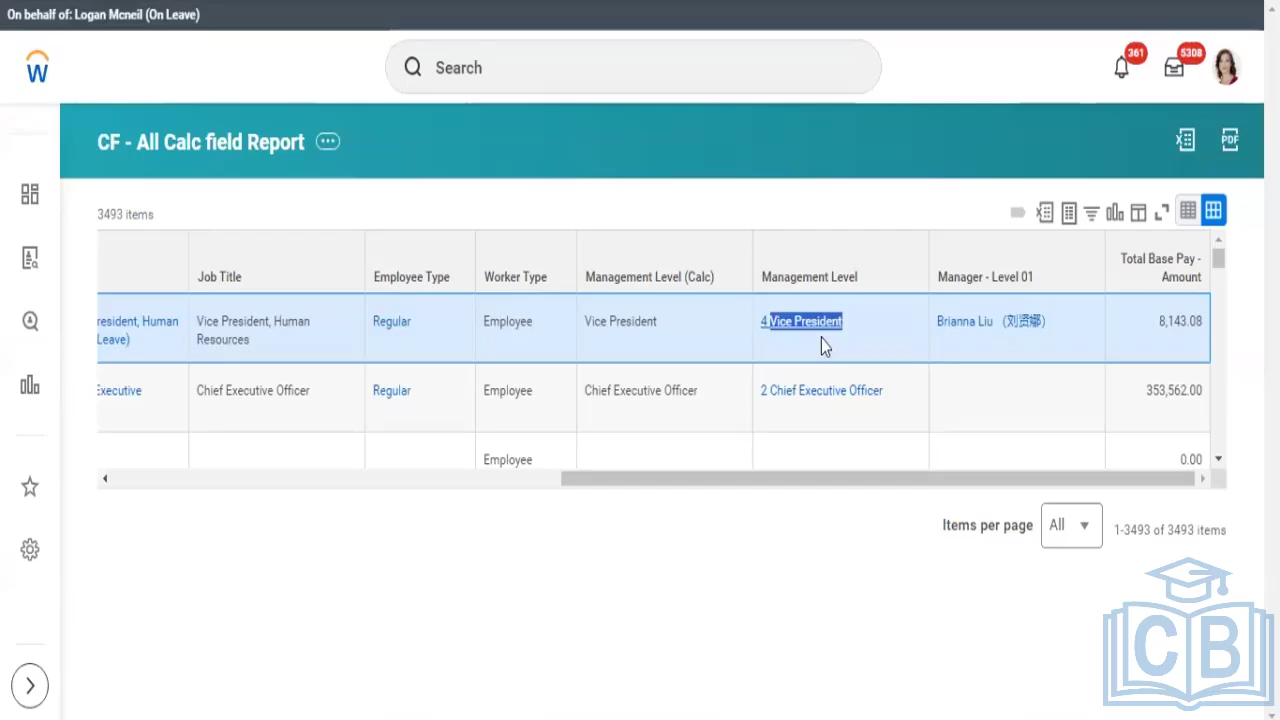 On behalf of: Logan Mcneil (On Leave)
W
Search
361
5308
CF - All Calc field Report
PDF
3493 items
Job Title
Employee Type
Worker Type
Management Level (Calc)
Management Level
Manager - Level 01
Total Base Pay -
Amount
resident, Human
Leave)
Vice President, Human
Resources
Regular
Employee
Vice President
4 Vice President
Brianna Liu (刘贤娜)
8,143.08
Executive
Chief Executive Officer
Regular
Employee
Chief Executive Officer
2 Chief Executive Officer
353,562.00
Employee
0.00
Items per page
All
1-3493 of 3493 items
CB